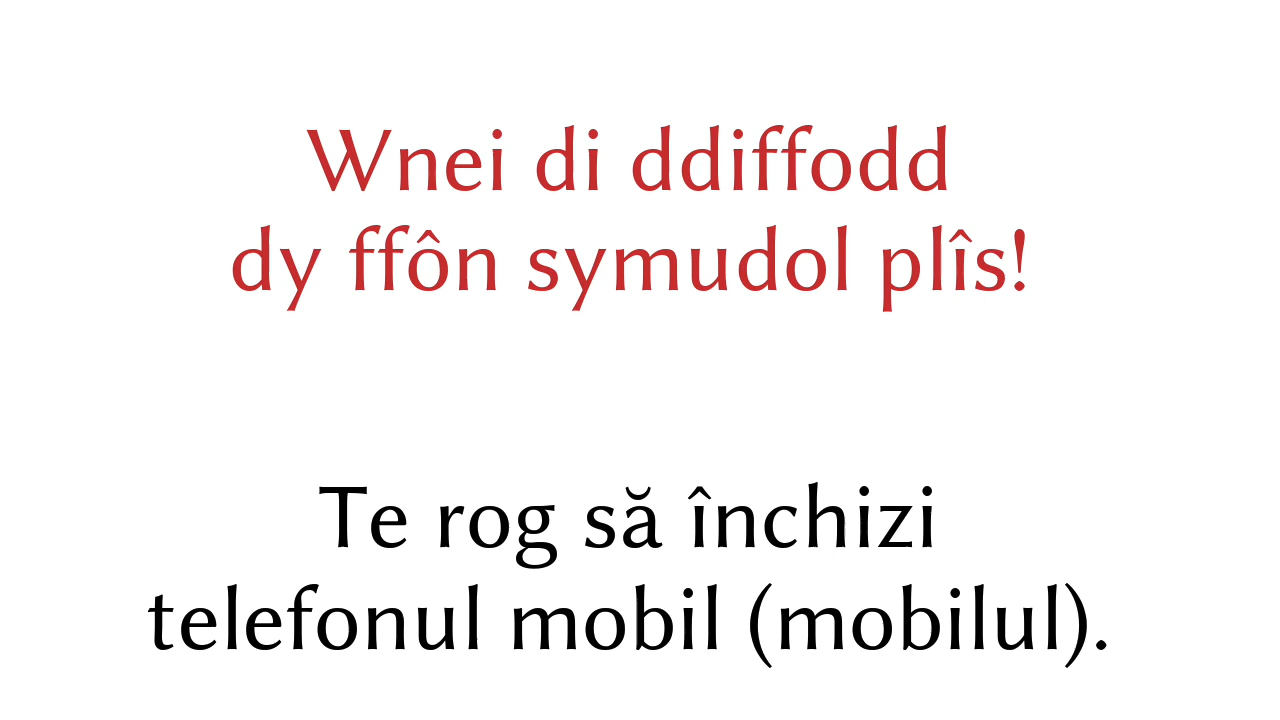 Wnei di ddiffodd
dy ffôn symudol plîs!
Te rog să închizi
telefonul mobil (mobilul).